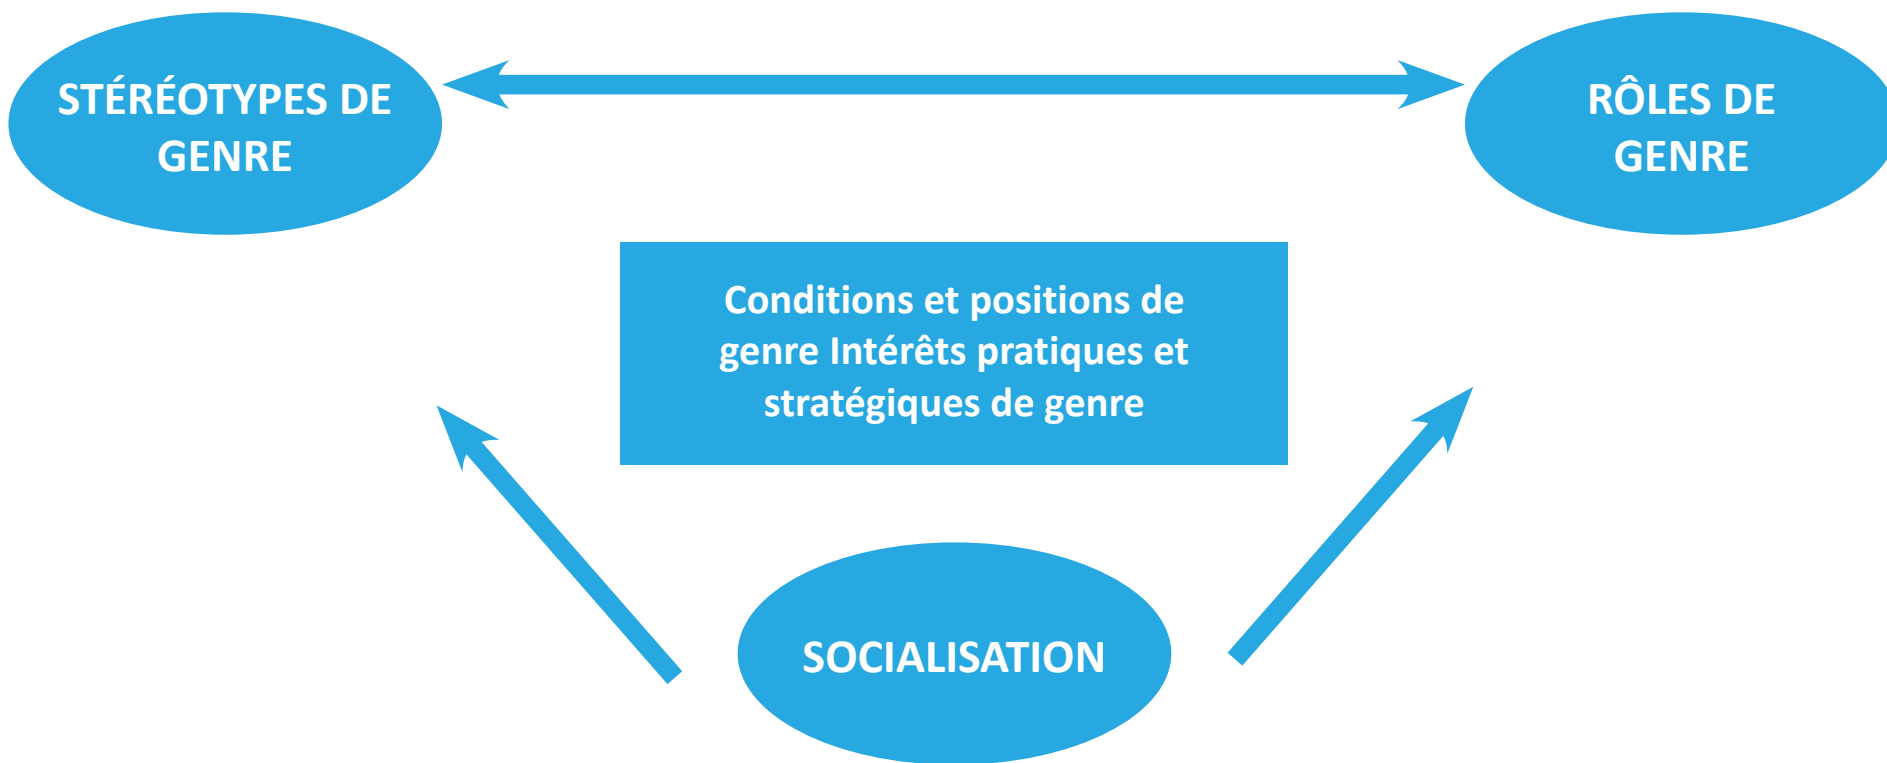 STÉRÉOTYPES DE
GENRE
RÔLES DE
GENRE
Conditions et positions de
genre Intérêts pratiques et
stratégiques de genre
SOCIALISATION